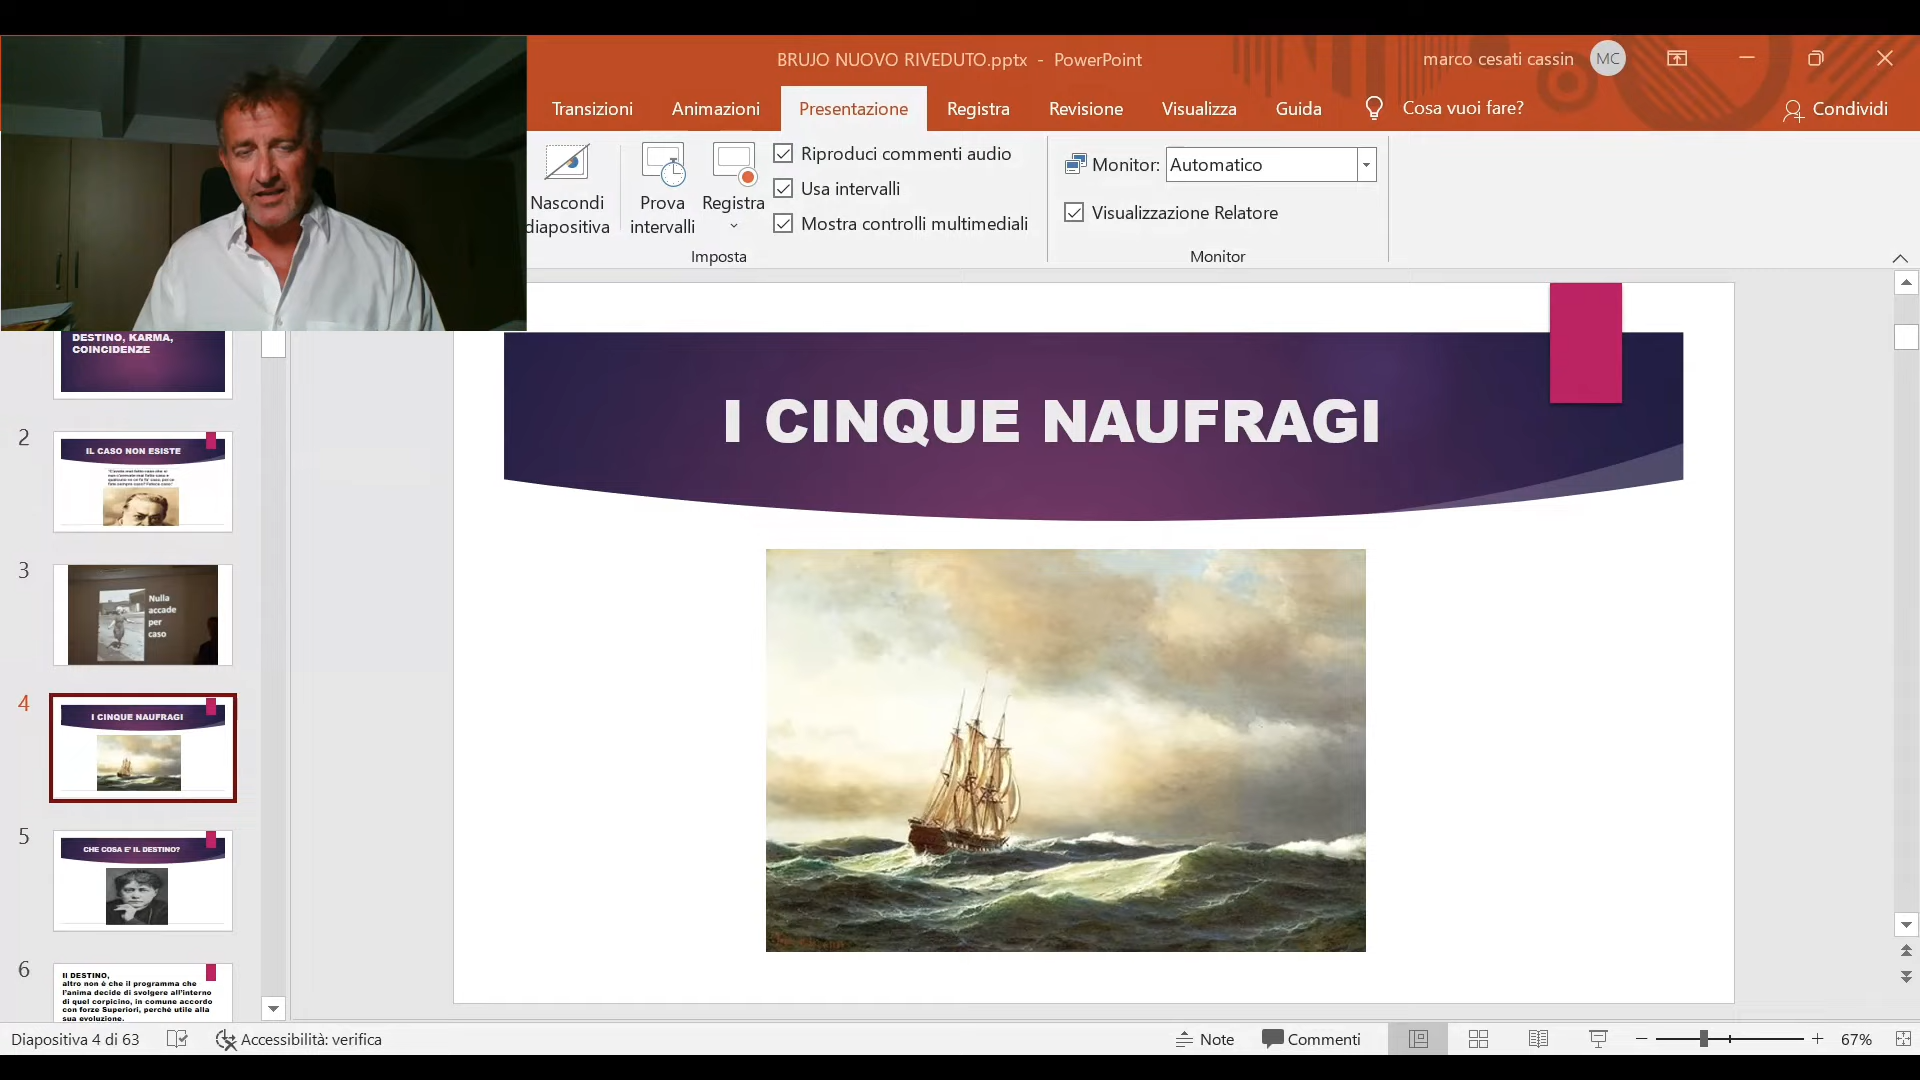 BRUJO NUOVO RIVEDUTO.pptx - PowerPoint
marco cesati cassin
MC
Transizioni
Animazioni
Presentazione
Registra
Revisione
Visualizza
Guida
Cosa vuoi fare?
Condividi
Nascondi
diapositiva
Prova
intervalli
Registra
Riproduci commenti audio
Usa intervalli
Mostra controlli multimediali
Imposta
Monitor:
Automatico
Visualizzazione Relatore
Monitor
DESTINO, KARMA,
COINCIDENZE
2
IL CASO NON ESISTE
3
Nulla
accade
per
caso
4
I CINQUE NAUFRAGI
5
CHE COSA E' IL DESTINO?
6
Il DESTINO,
altro non è che il programma che
l'anima decide di svolgere all'interno
di quel corpicino, in comune accordo
con forze Superiori, perché utile alla
sua evoluzione.
I CINQUE NAUFRAGI
Diapositiva 4 di 63
Accessibilità: verifica
Note
Commenti
67%